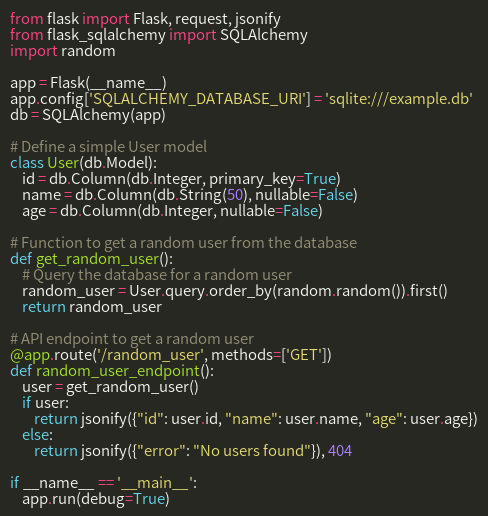 from flask import Flask, request, jsonify
from flask_sqlalchemy import SQLAlchemy
import random

app = Flask(__name__)
app.config['SQLALCHEMY_DATABASE_URI'] = 'sqlite:///example.db'
db = SQLAlchemy(app)

# Define a simple User model
class User(db.Model):
    id = db.Column(db.Integer, primary_key=True)
    name = db.Column(db.String(50), nullable=False)
    age = db.Column(db.Integer, nullable=False)

# Function to get a random user from the database
def get_random_user():
    # Query the database for a random user
    random_user = User.query.order_by(random.random()).first()
    return random_user

# API endpoint to get a random user
@app.route('/random_user', methods=['GET'])
def random_user_endpoint():
    user = get_random_user()
    if user:
        return jsonify({"id": user.id, "name": user.name, "age": user.age})
    else:
        return jsonify({"error": "No users found"}), 404

if __name__ == '__main__':
    app.run(debug=True)